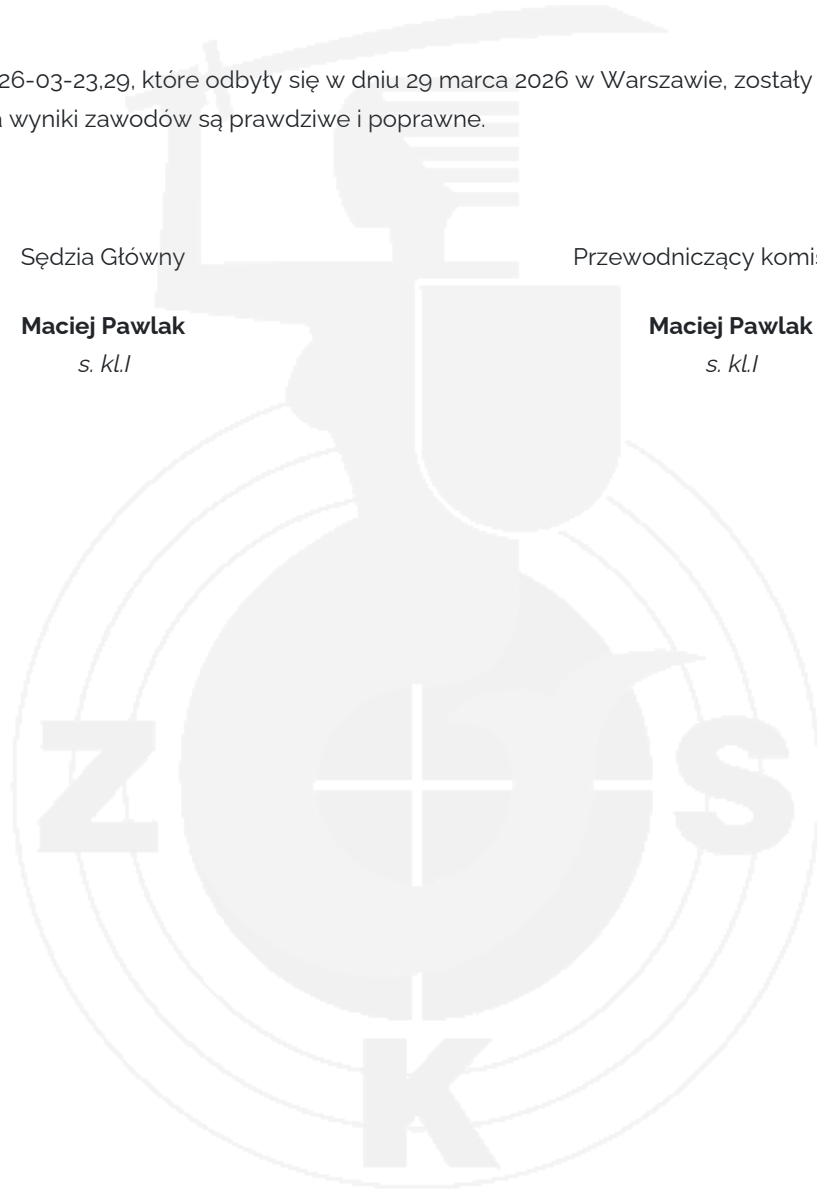 26-03-23,29, które odbyły się w dniu 29 marca 2026 w Warszawie, zostały
wyniki zawodów są prawdziwe i poprawne.
Sędzia Główny
Przewodniczący
Maciej Pawlak
Maciej Pawlak
s. kl.I
s. kl.I
Z
S
K